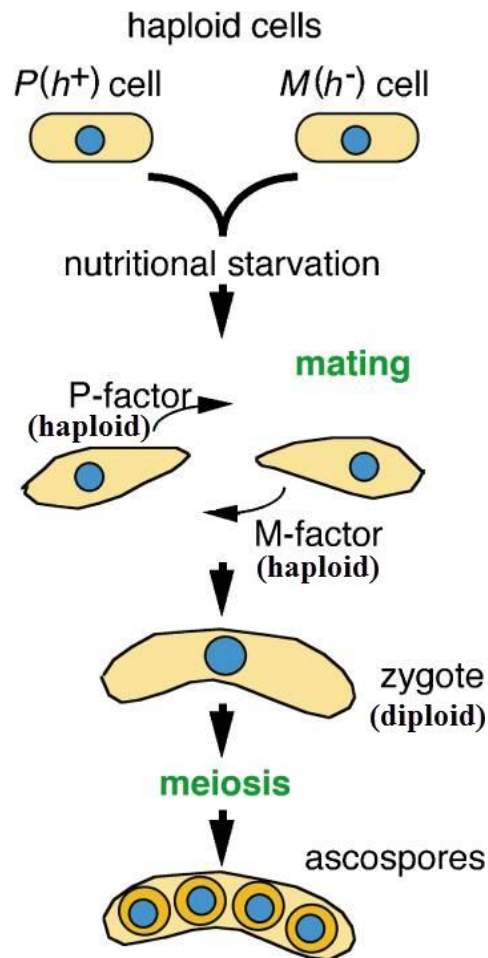 haploid cells
P(h+) cell
M(h-) cell
nutritional starvation
mating
P-factor
(haploid)
M-factor
(haploid)
zygote
(diploid)
meiosis
ascospores